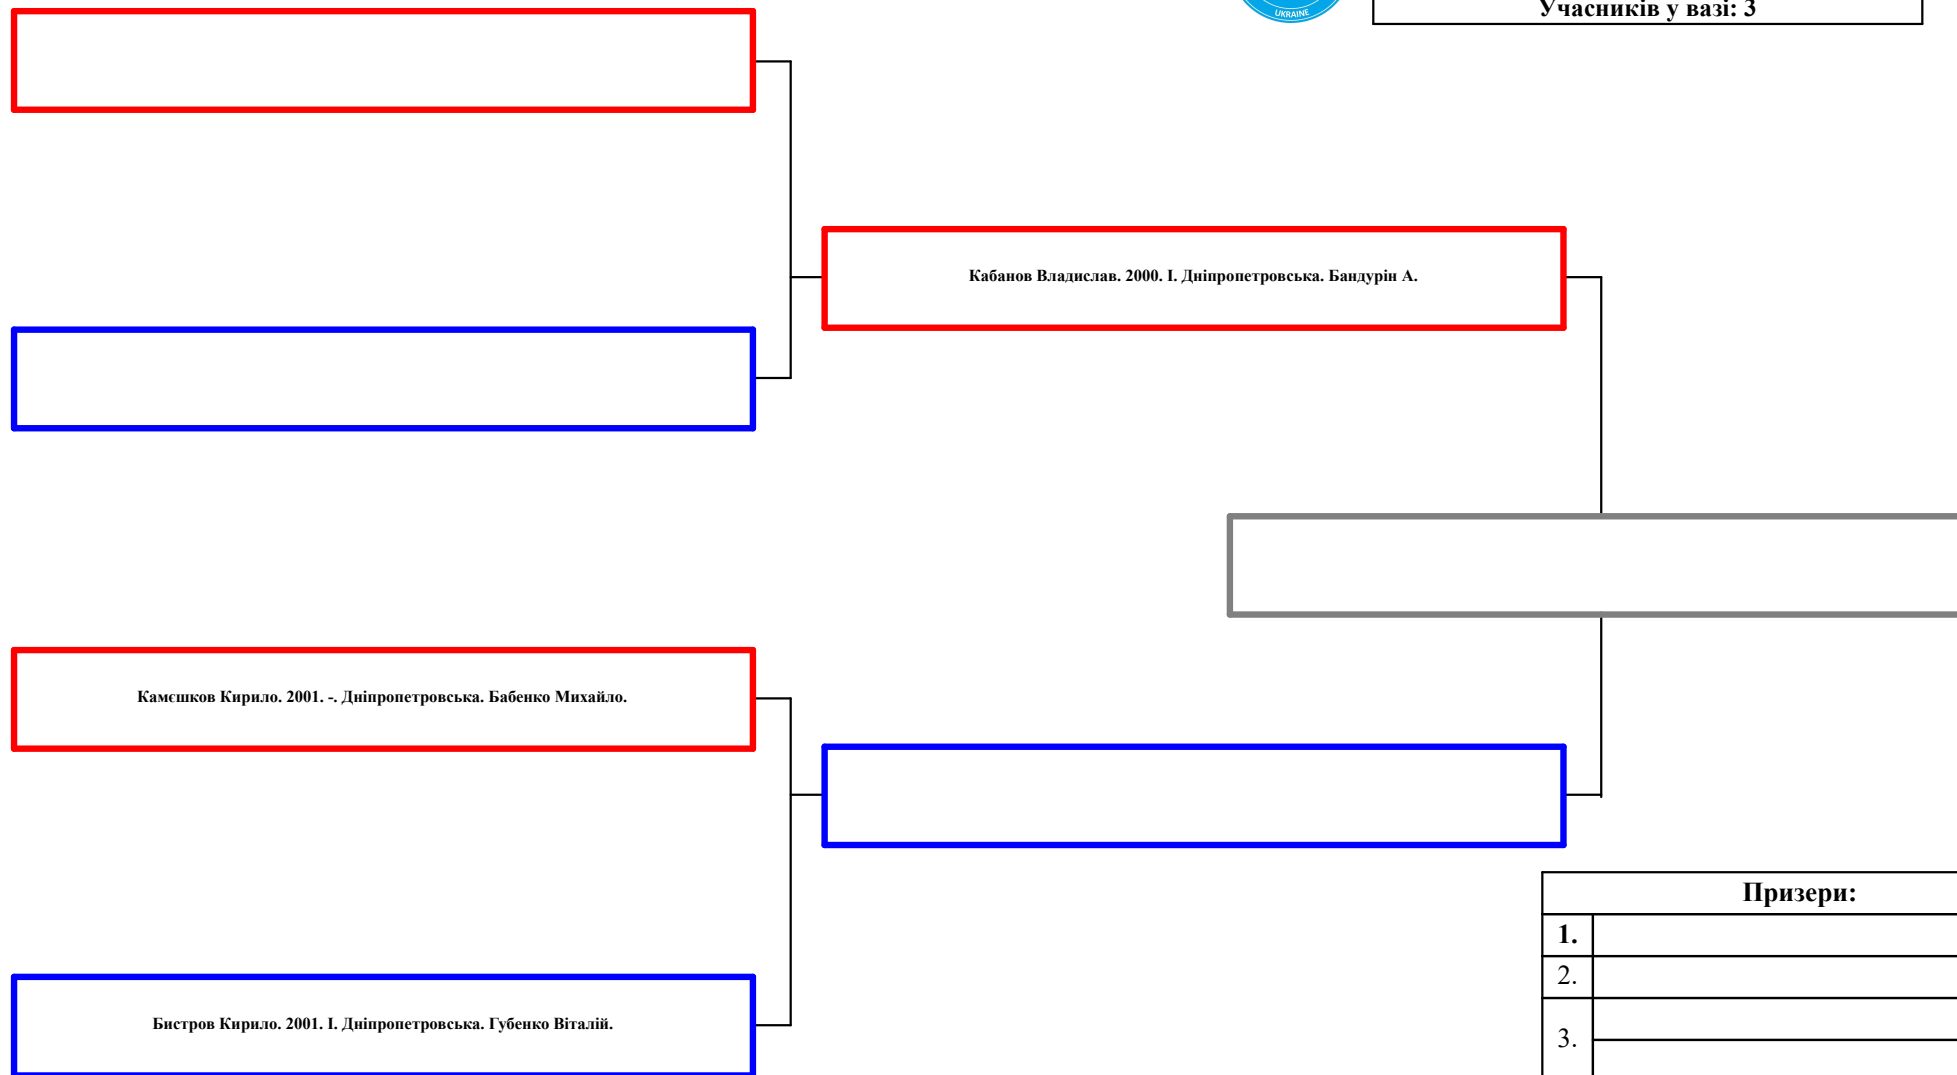 UKRAINE
Учасників у вазі: 3
Кабанов Владислав. 2000. I. Дніпропетровська. Бандурін А.
Камєшков Кирило. 2001. -. Дніпропетровська. Бабенко Михайло.
Бистров Кирило. 2001. I. Дніпропетровська. Губенко Віталій.
Призери:
1.
2.
3.